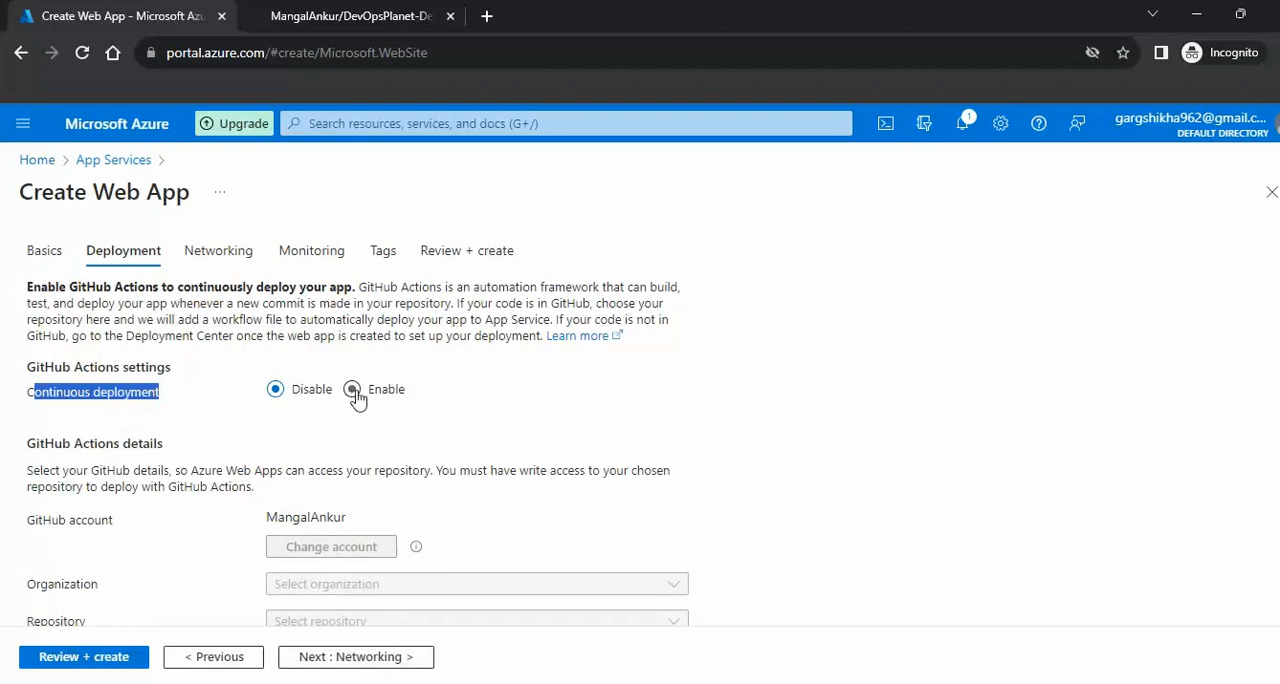 Create Web App - Microsoft Azu
MangalAnkur/DevOpsPlanet-De
portal.azure.com/#create/Microsoft.WebSite
Incognito
Microsoft Azure
Upgrade
Search resources, services, and docs (G+/)
1
gargshikha962@gmail.c...
DEFAULT DIRECTORY
Home > App Services >
Create Web App ...
Basics
Deployment
Networking
Monitoring
Tags
Review + create
Enable GitHub Actions to continuously deploy your app. GitHub Actions is an automation framework that can build,
test, and deploy your app whenever a new commit is made in your repository. If your code is in GitHub, choose your
repository here and we will add a workflow file to automatically deploy your app to App Service. If your code is not in
GitHub, go to the Deployment Center once the web app is created to set up your deployment. Learn more
GitHub Actions settings
Continuous deployment
Disable
Enable
GitHub Actions details
Select your GitHub details, so Azure Web Apps can access your repository. You must have write access to your chosen
repository to deploy with GitHub Actions.
GitHub account
MangalAnkur
Change account
Organization
Select organization
Repository
Select repository
Review + create
< Previous
Next : Networking >